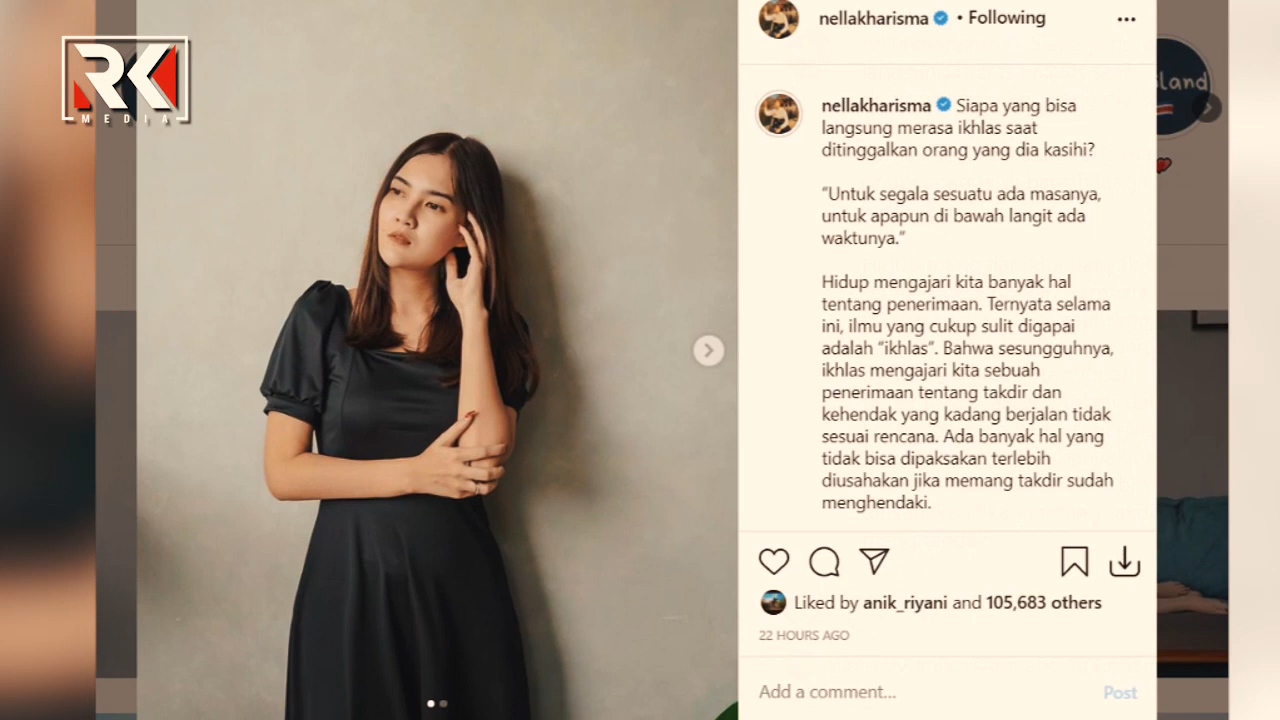 RK
MEDIA
nellakharisma • Following
nellakharisma Siapa yang bisa
langsung merasa ikhlas saat
ditinggalkan orang yang dia kasihi?
“Untuk segala sesuatu ada masanya,
untuk apapun di bawah langit ada
waktunya.”
Hidup mengajari kita banyak hal
tentang penerimaan. Ternyata selama
ini, ilmu yang cukup sulit digapai
adalah “ikhlas”. Bahwa sesungguhnya,
ikhlas mengajari kita sebuah
penerimaan tentang takdir dan
kehendak yang kadang berjalan tidak
sesuai rencana. Ada banyak hal yang
tidak bisa dipaksakan terlebih
diusahakan jika memang takdir sudah
menghendaki.
Liked by anik_riyani and 105,683 others
22 HOURS AGO
Add a comment... Post